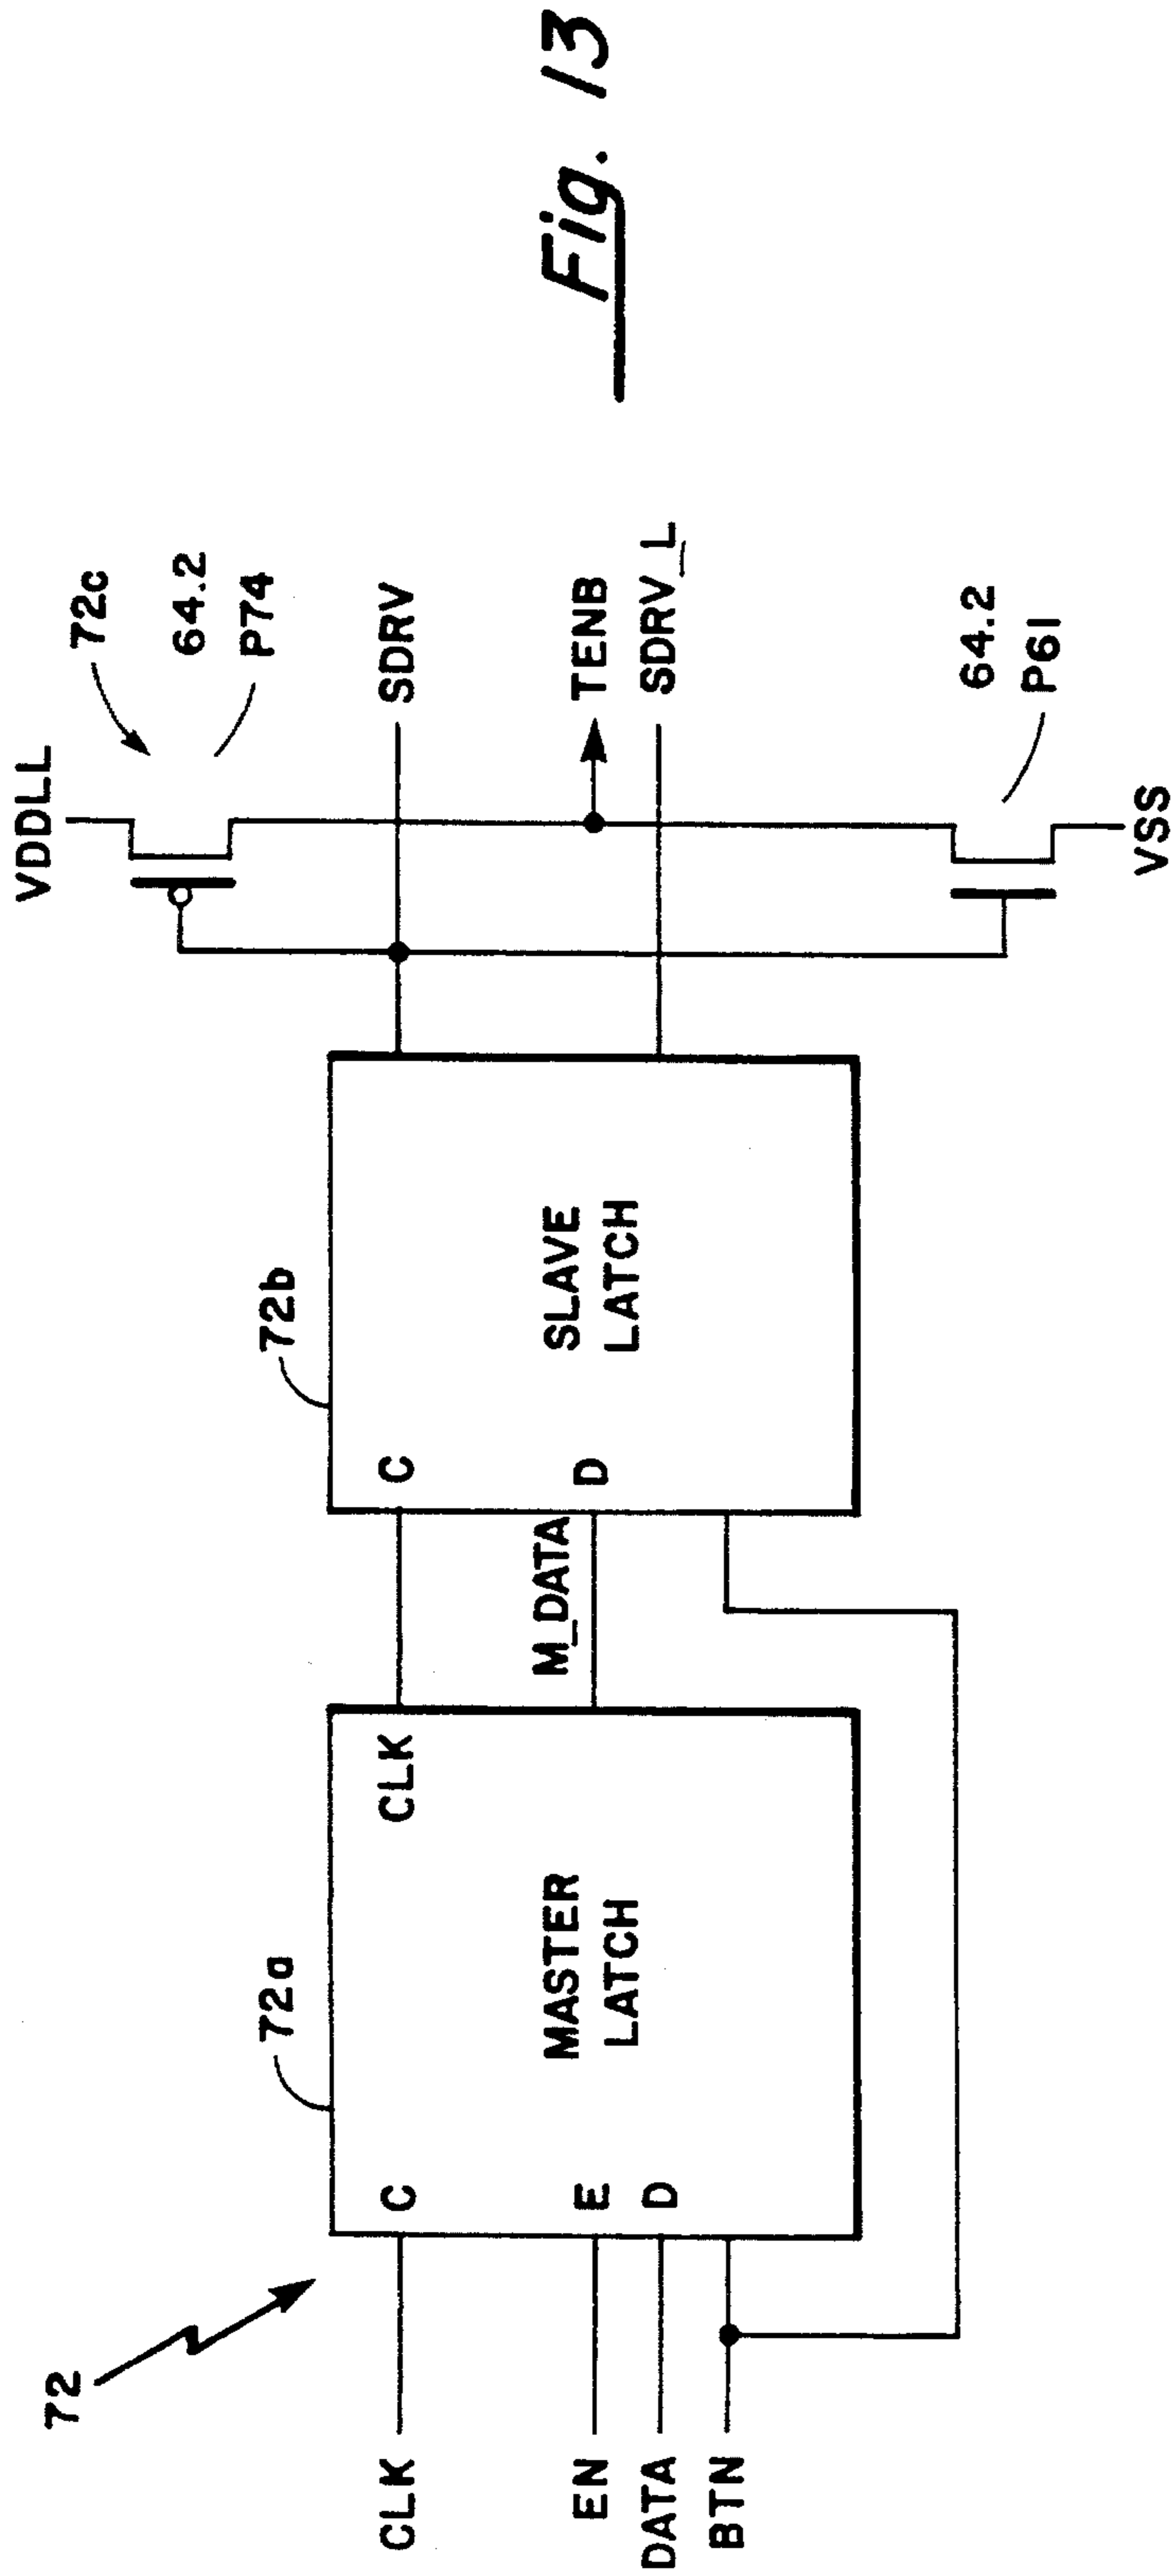 VDDLL
72c
64.2
P74
72
72a
72b
CLK
C
CLK
C
SDRV
M_DATA
EN
E
MASTER
LATCH
D
SLAVE
LATCH
TENB
DATA
D
SDRV_L
BTN
64.2
P61
VSS
Fig. 13